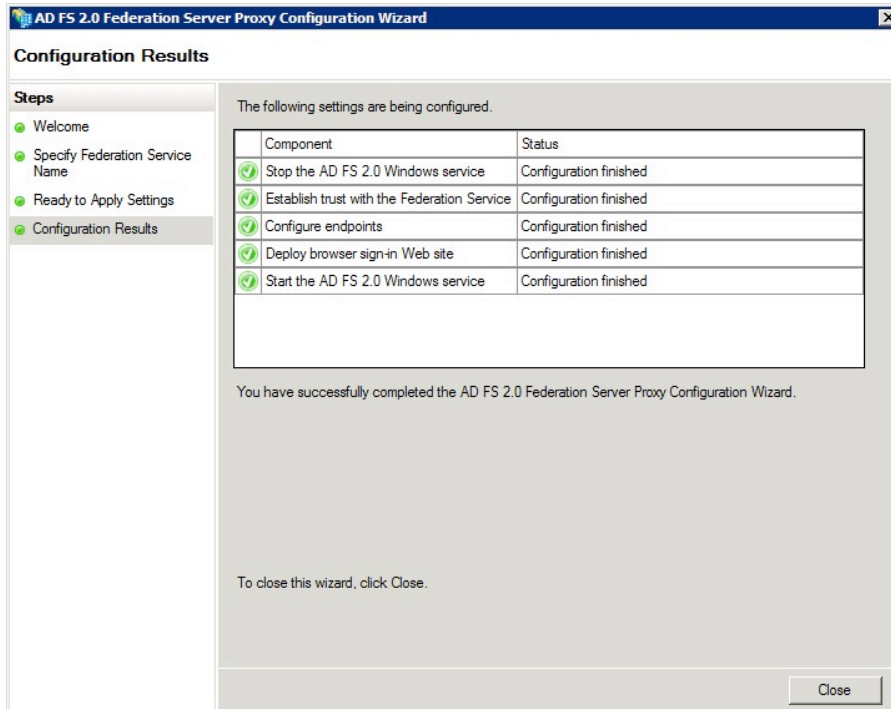 AD FS 2.0 Federation Server Proxy Configuration Wizard
Configuration Results
Steps
Welcome
Specify Federation Service
Name
Ready to Apply Settings
Configuration Results
The following settings are being configured.
Component Status
Stop the AD FS 2.0 Windows service Configuration finished
Establish trust with the Federation Service Configuration finished
Configure endpoints Configuration finished
Deploy browser sign-in Web site Configuration finished
Start the AD FS 2.0 Windows service Configuration finished
You have successfully completed the AD FS 2.0 Federation Server Proxy Configuration Wizard.
To close this wizard, click Close.
Close